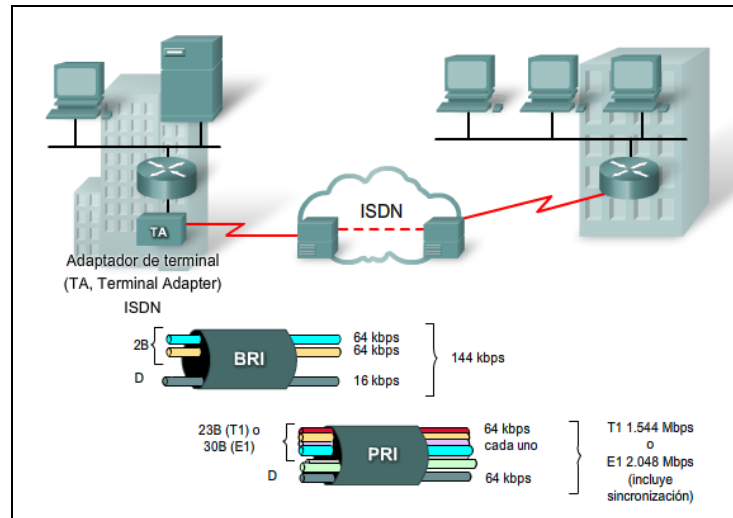 ISDN
TA
Adaptador de terminal
(TA, Terminal Adapter)
ISDN
2B
D
BRI
64 kbps
64 kbps
16 kbps
144 kbps
23B (T1) o
30B (E1)
D
PRI
64 kbps
cada uno
64 kbps
T1 1.544 Mbps
o
E1 2.048 Mbps
(incluye
sincronización)